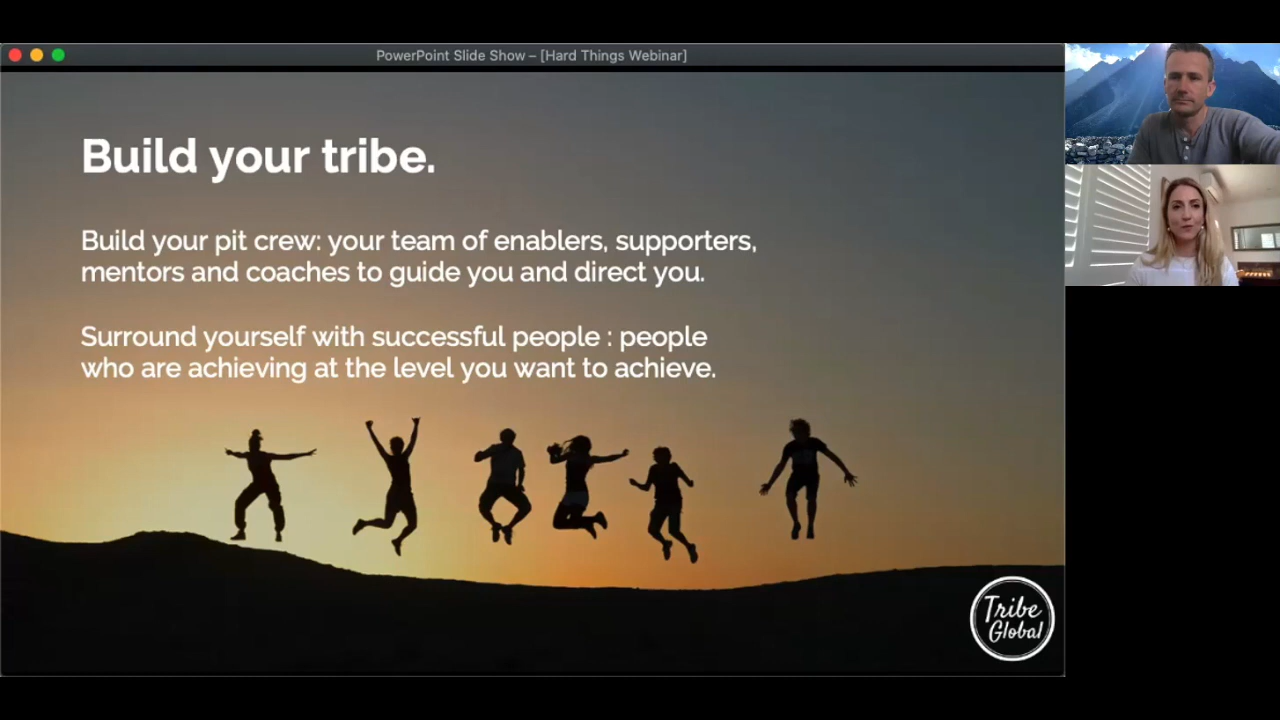 PowerPoint Slide Show – [Hard Things Webinar]
Build your tribe.
Build your pit crew: your team of enablers, supporters,
mentors and coaches to guide you and direct you.
Surround yourself with successful people : people
who are achieving at the level you want to achieve.
Tribe
Global